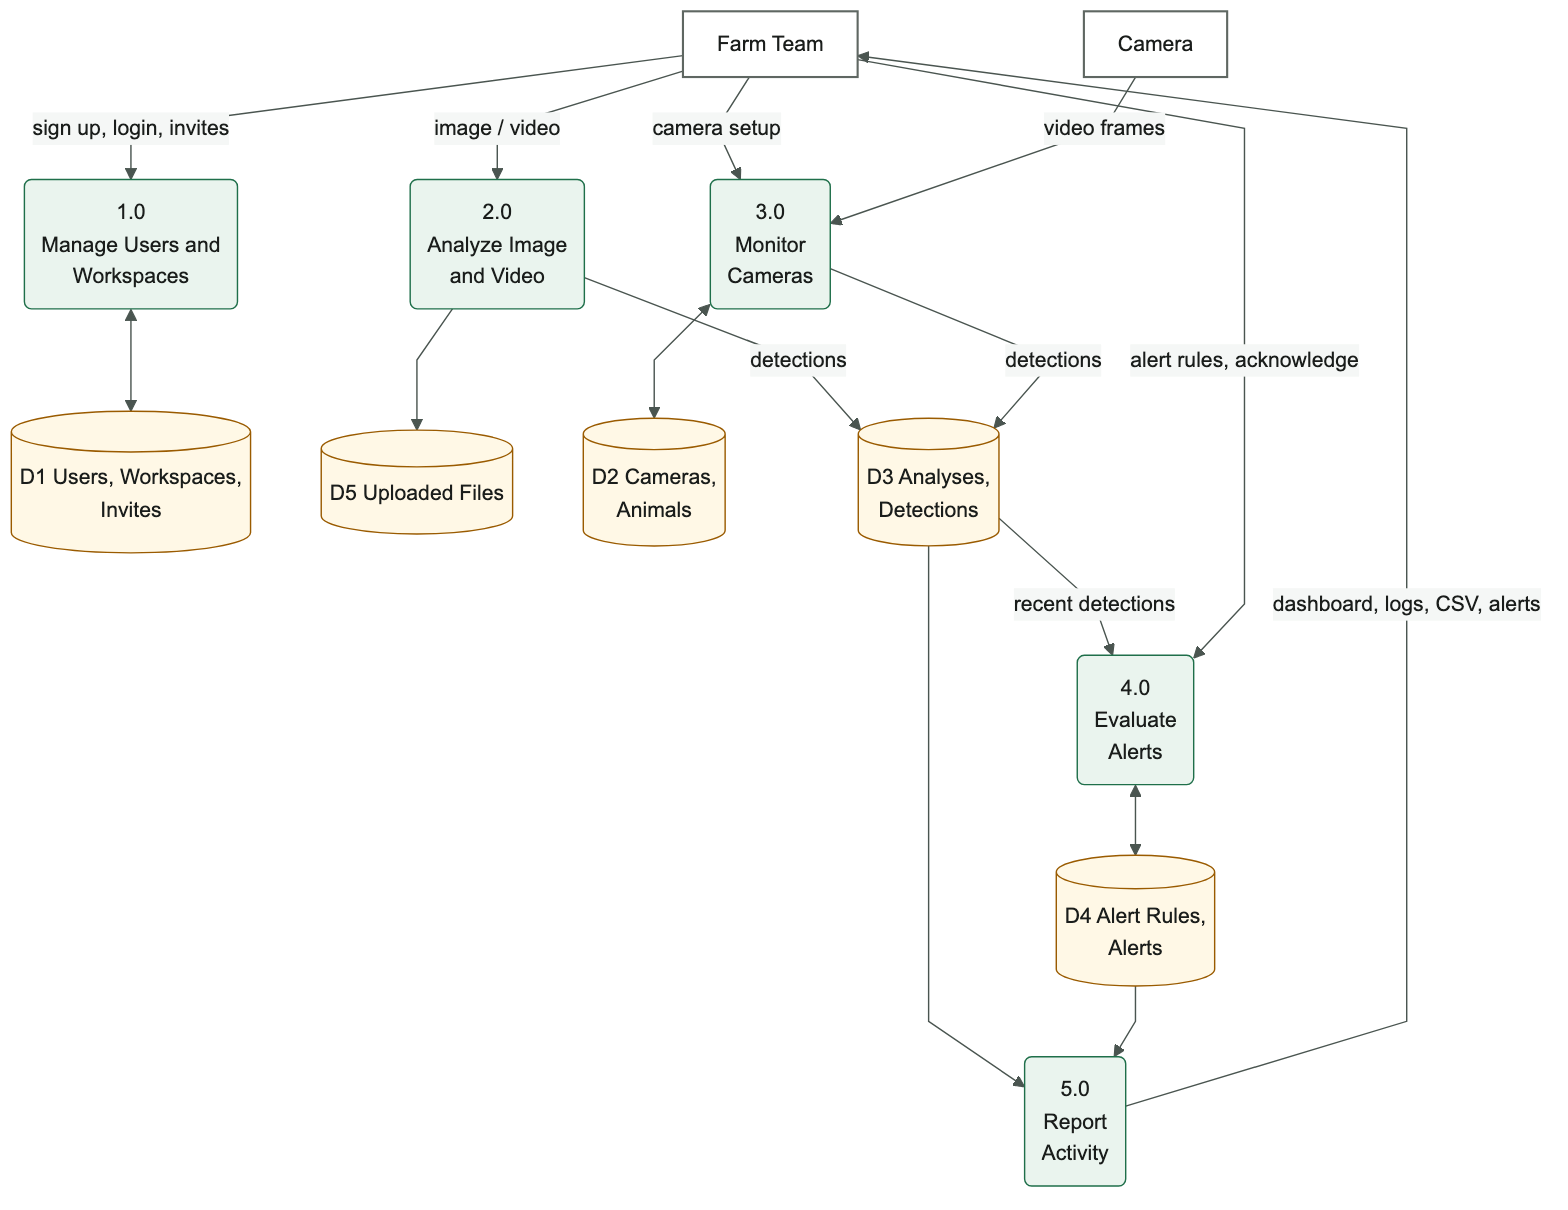 Farm Team
Camera
sign up, login, invites
image / video
camera setup
video frames
1.0
Manage Users and
Workspaces
2.0
Analyze Image
and Video
3.0
Monitor
Cameras
detections
detections
alert rules, acknowledge
D1 Users, Workspaces,
Invites
D5 Uploaded Files
D2 Cameras,
Animals
D3 Analyses,
Detections
recent detections
dashboard, logs, CSV, alerts
4.0
Evaluate
Alerts
D4 Alert Rules,
Alerts
5.0
Report
Activity